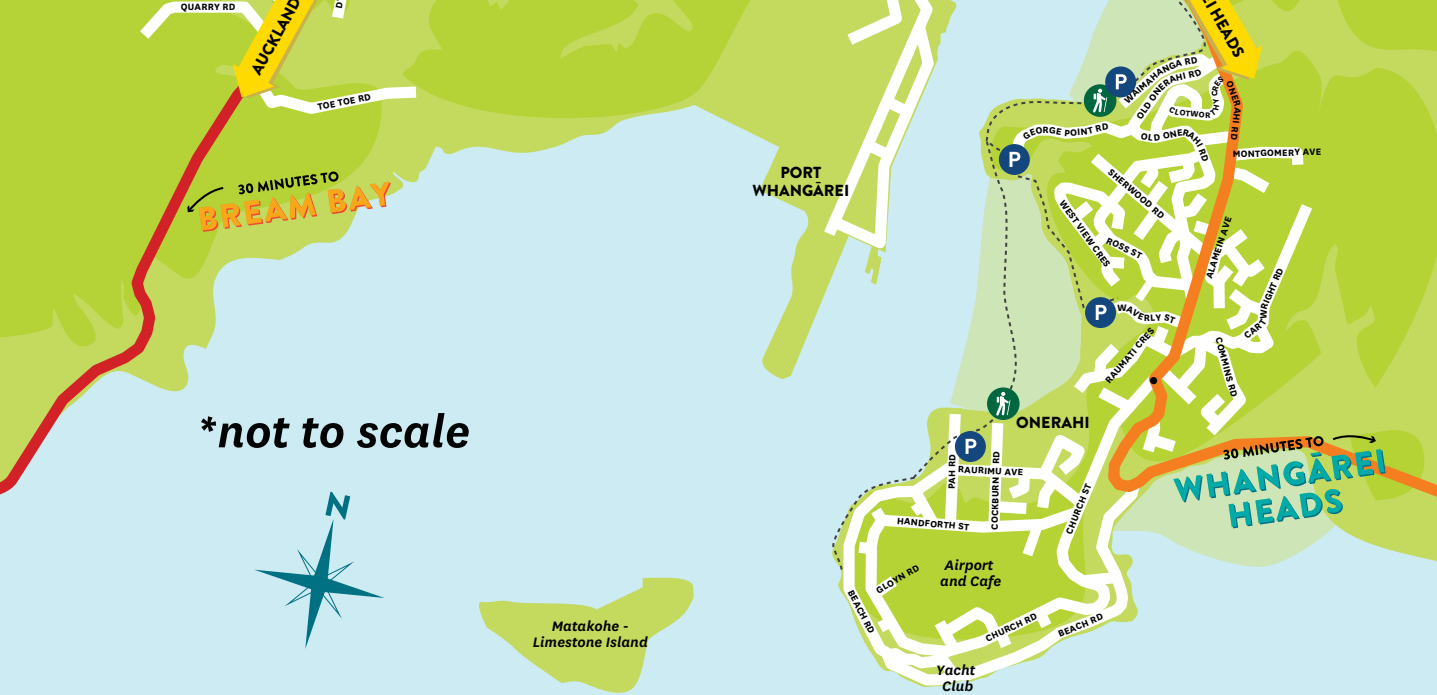 QUARRY RD
AUCKLAND
TOE TOE RD
30 MINUTES TO
BREAM BAY
PORT
WHANGĀREI
EI HEADS
WAIMAHANGA RD
OLD ONERAHI RD
CLOTWORTHY CRES
ONERAHI RD
GEORGE POINT RD
OLD ONERAHI RD
MONTGOMERY AVE
P
P
SHERWOOD RD
WEST VIEW CRES
ROSS ST
ALAMEIN AVE
CARTWRIGHT RD
P
WAVERLY ST
RAUMATI CRES
COMMINS RD
*not to scale
ONERAHI
P
30 MINUTES TO
WHANGĀREI
HEADS
PAH RD
RAURIMU AVE
COCKBURN RD
CHURCH ST
HANDFORTH ST
N
Airport
and Cafe
GLOYN RD
BEACH RD
CHURCH RD
BEACH RD
Matakohe -
Limestone Island
Yacht
Club